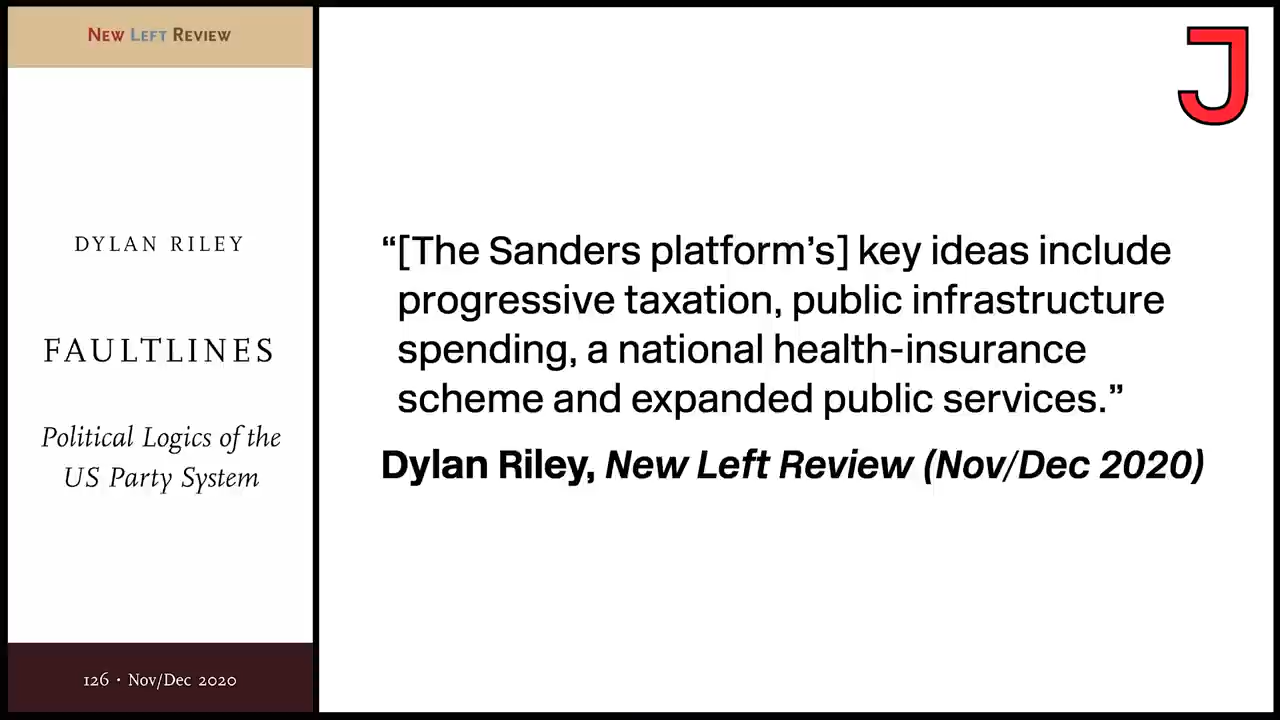 New Left Review
DYLAN RILEY
FAULTLINES
Political Logics of the
US Party System
126 · Nov/Dec 2020
J
“[The Sanders platform’s] key ideas include
progressive taxation, public infrastructure
spending, a national health-insurance
scheme and expanded public services.”
Dylan Riley, New Left Review (Nov/Dec 2020)